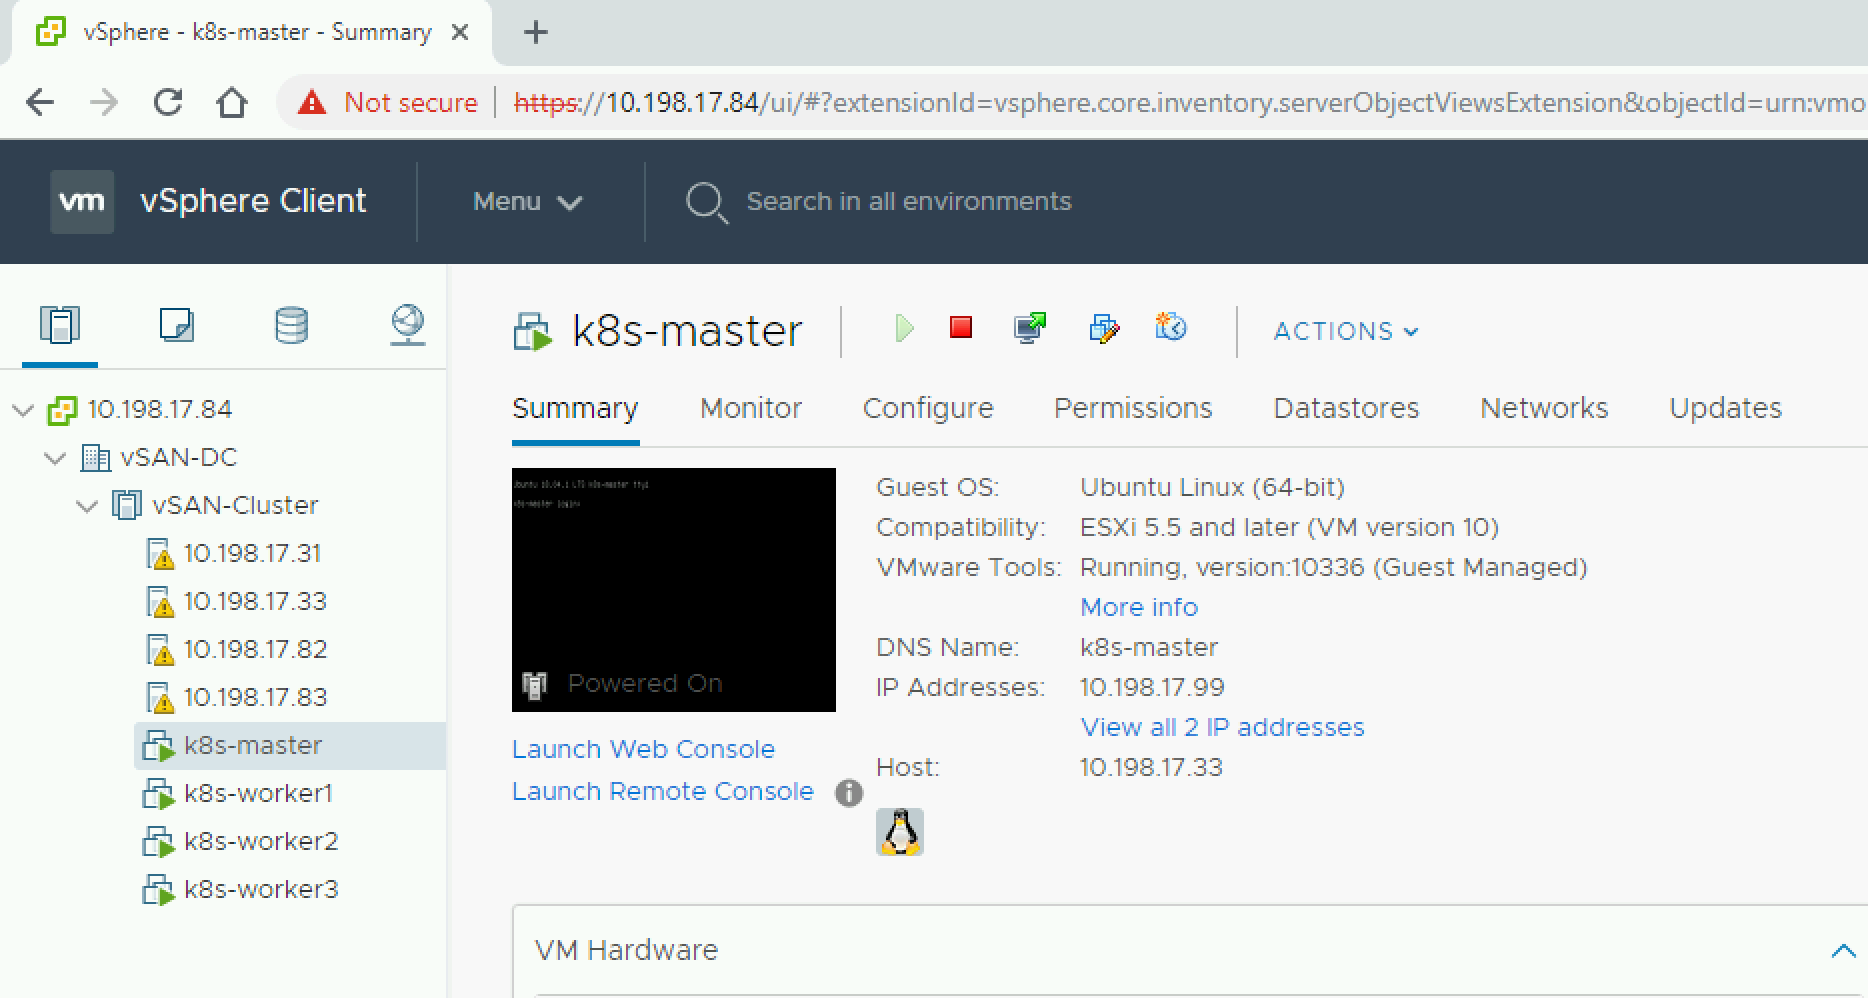 vSphere - k8s-master - Summary
Not secure | https://10.198.17.84/ui/#?extensionId=vsphere.core.inventory.serverObjectViewsExtension&objectId=urn:vmo
vm vSphere Client Menu Search in all environments
10.198.17.84
vSAN-DC
vSAN-Cluster
10.198.17.31
10.198.17.33
10.198.17.82
10.198.17.83
k8s-master
k8s-worker1
k8s-worker2
k8s-worker3
k8s-master ACTIONS
Summary Monitor Configure Permissions Datastores Networks Updates
k8s-master login:
Powered On
Launch Web Console
Launch Remote Console
Guest OS: Ubuntu Linux (64-bit)
Compatibility: ESXi 5.5 and later (VM version 10)
VMware Tools: Running, version:10336 (Guest Managed)
More info
DNS Name: k8s-master
IP Addresses: 10.198.17.99
View all 2 IP addresses
Host: 10.198.17.33
VM Hardware